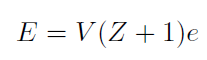 E = V(Z + 1)e